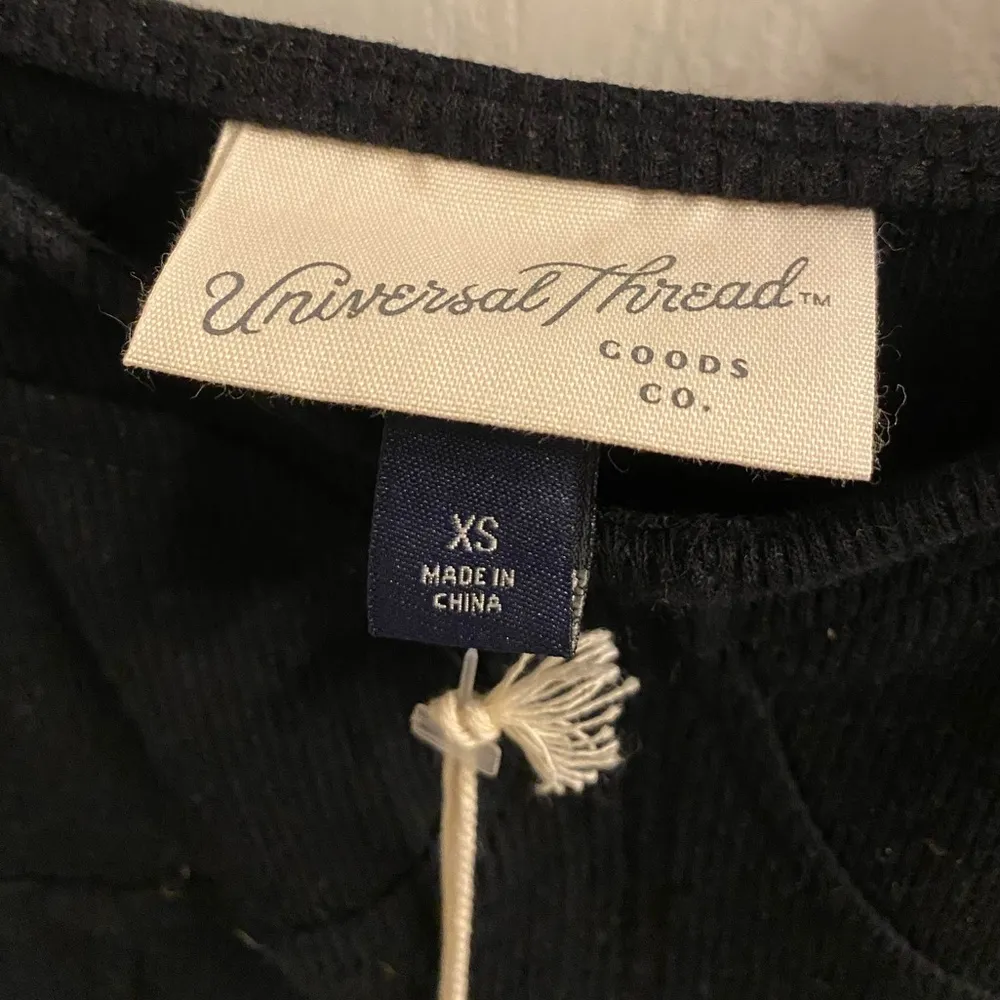 Universal Thread™
GOODS
CO.
XS
MADE IN
CHINA